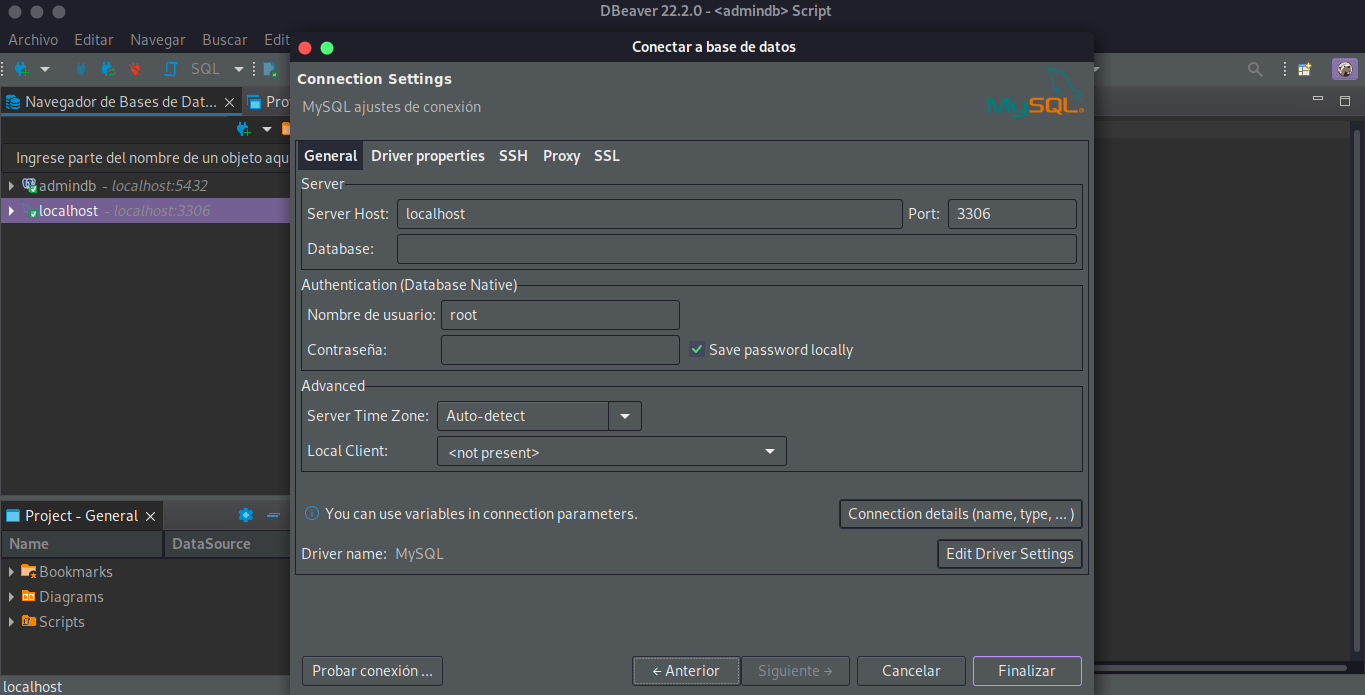 DBeaver 22.2.0 - <admindb> Script
Archivo Editar Navegar Buscar Edit
SQL
Navegador de Bases de Dat...
Ingrese parte del nombre de un objeto aqu
admindb - localhost:5432
localhost - localhost:3306
Project - General
Name DataSource
Bookmarks
Diagrams
Scripts
localhost
Conectar a base de datos
Connection Settings
MySQL ajustes de conexión
MySQL
General Driver properties SSH Proxy SSL
Server
Server Host: localhost Port: 3306
Database:
Authentication (Database Native)
Nombre de usuario: root
Contraseña: Save password locally
Advanced
Server Time Zone: Auto-detect
Local Client: <not present>
You can use variables in connection parameters. Connection details (name, type, ... )
Driver name: MySQL Edit Driver Settings
Probar conexión ... ← Anterior Siguiente → Cancelar Finalizar